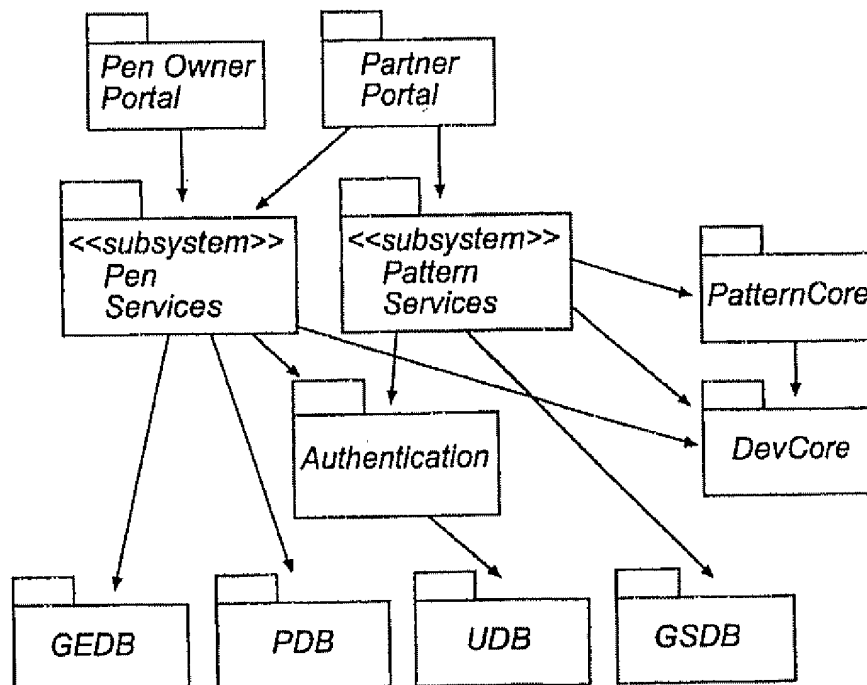 Pen Owner
Portal
Partner
Portal
<<subsystem>>
Pen
Services
<<subsystem>>
Pattern
Services
PatternCore
Authentication
DevCore
GEDB
PDB
UDB
GSDB